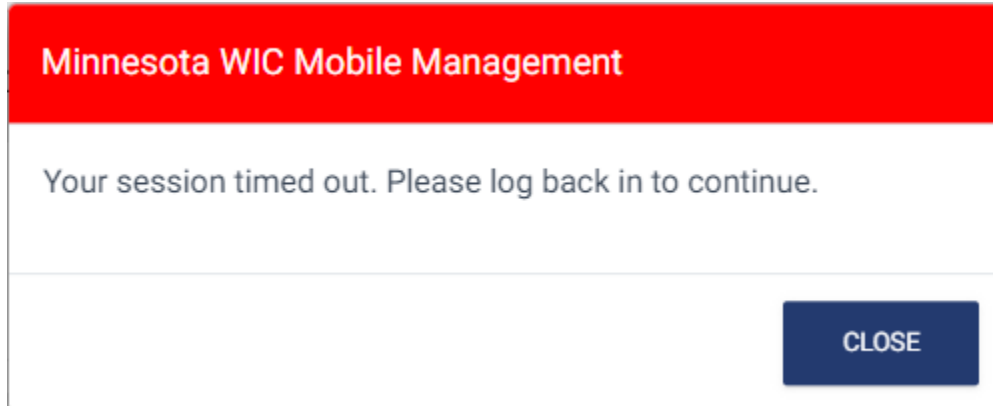 Minnesota WIC Mobile Management
Your session timed out. Please log back in to continue.
CLOSE